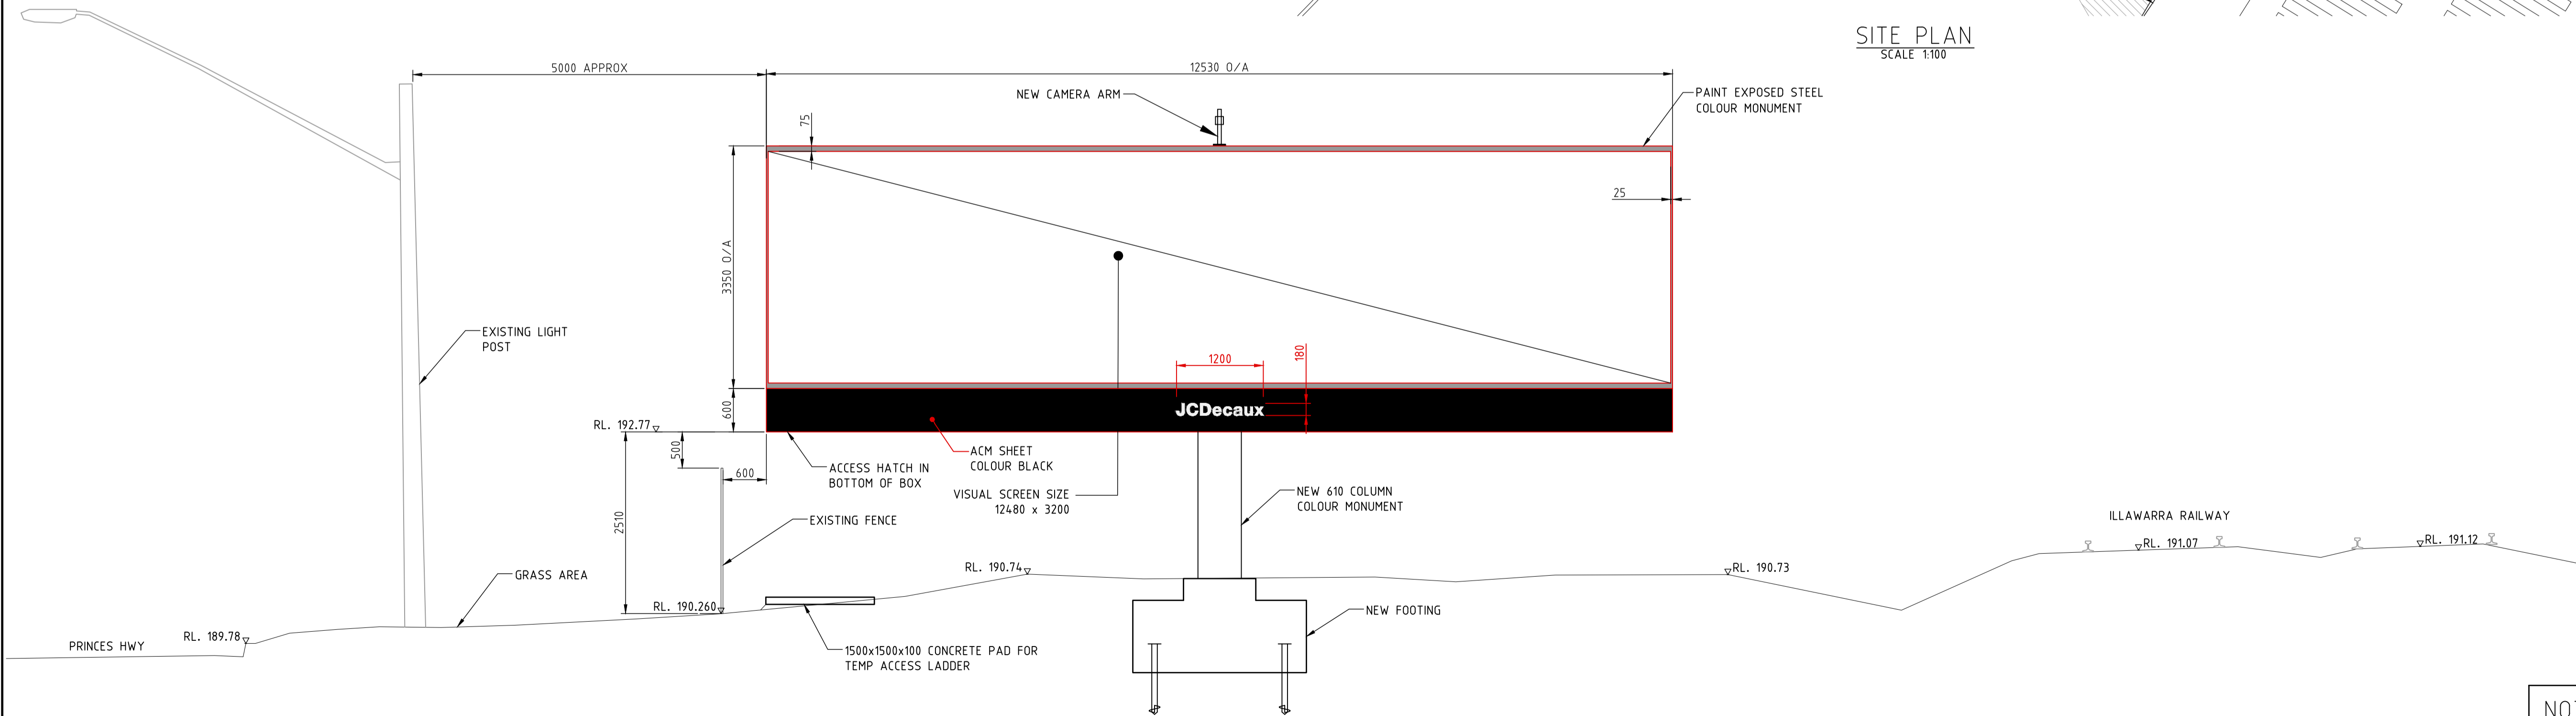 SITE PLAN
SCALE 1:100
5000 APPROX
12530 O/A
NEW CAMERA ARM
PAINT EXPOSED STEEL
COLOUR MONUMENT
75
25
3350 O/A
EXISTING LIGHT
POST
1200
180
600
JCDecaux
RL. 192.77
500
ACM SHEET
COLOUR BLACK
ACCESS HATCH IN
BOTTOM OF BOX
600
VISUAL SCREEN SIZE
12480 x 3200
NEW 610 COLUMN
COLOUR MONUMENT
2510
EXISTING FENCE
ILLAWARRA RAILWAY
RL. 191.07
RL. 191.12
GRASS AREA
RL. 190.74
RL. 190.73
RL. 190.260
NEW FOOTING
RL. 189.78
PRINCES HWY
1500x1500x100 CONCRETE PAD FOR
TEMP ACCESS LADDER